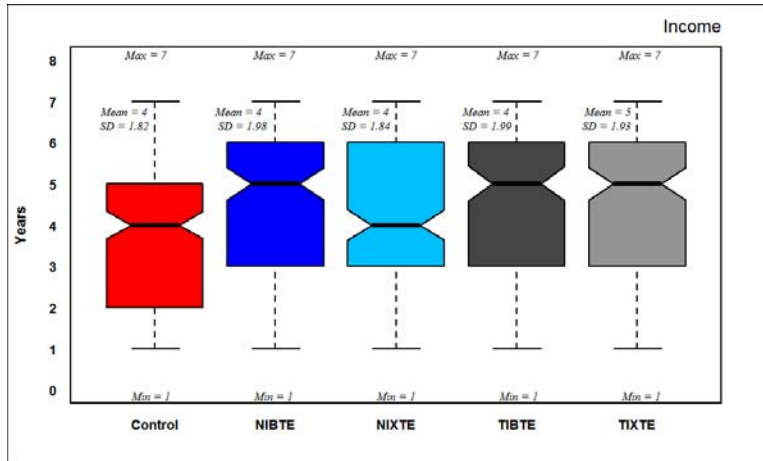 Income
Max = 7 Max = 7 Max = 7 Max = 7 Max = 7
8
7
Mean = 4 Mean = 4 Mean = 4 Mean = 4 Mean = 5
SD = 1.82 SD = 1.98 SD = 1.84 SD = 1.99 SD = 1.93
6
5
Years
4
3
2
1
0
Min = 1 Min = 1 Min = 1 Min = 1 Min = 1
Control NIBTE NIXTE TIBTE TIXTE